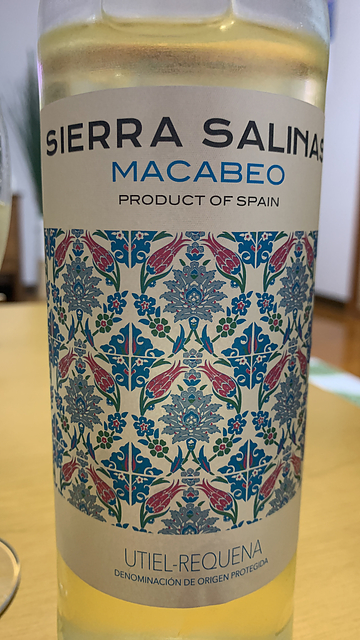 SIERRA SALINAS
MACABEO
PRODUCT OF SPAIN
UTIEL-REQUENA
DENOMINACIÓN DE ORIGEN PROTEGIDA